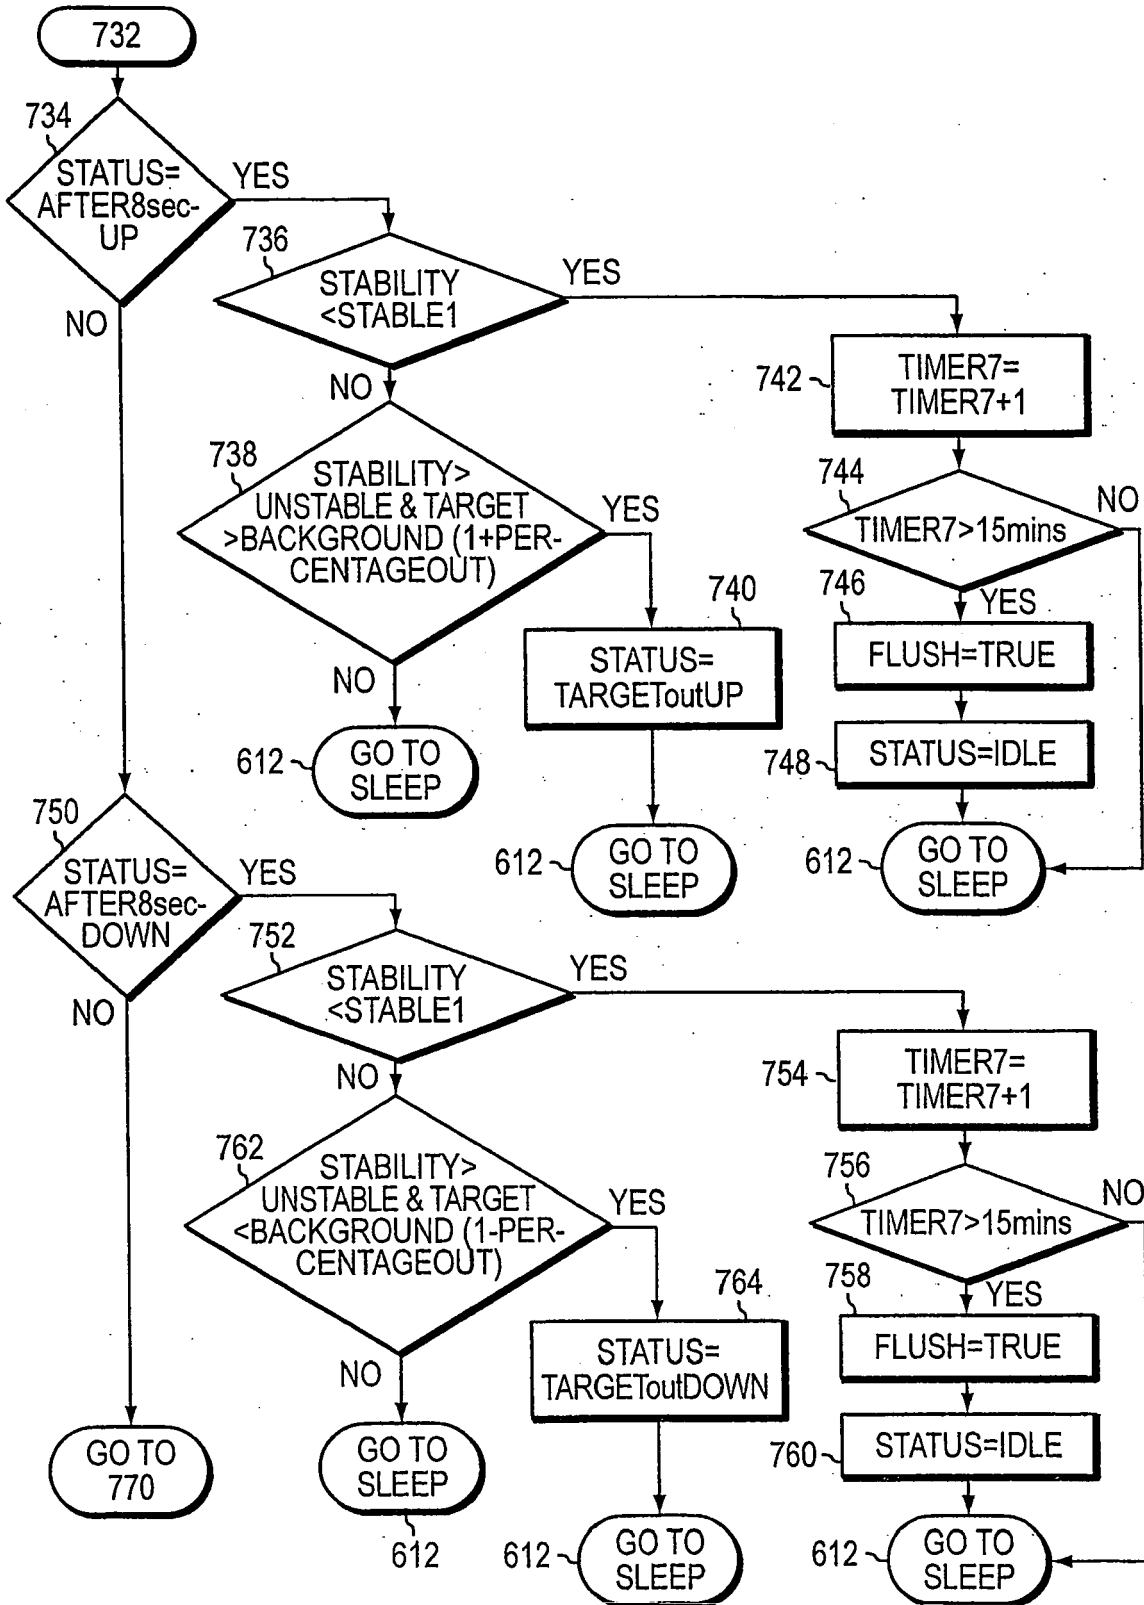 732
734
STATUS=
AFTER8sec-
UP
YES
NO
736
STABILITY
<STABLE1
YES
NO
742
TIMER7=
TIMER7+1
738
STABILITY>
UNSTABLE & TARGET
>BACKGROUND (1+PER-
CENTAGEOUT)
YES
NO
744
TIMER7>15mins
NO
YES
740
STATUS=
TARGEToutUP
746
FLUSH=TRUE
748
STATUS=IDLE
612
GO TO
SLEEP
612
GO TO
SLEEP
612
GO TO
SLEEP
750
STATUS=
AFTER8sec-
DOWN
YES
NO
752
STABILITY
<STABLE1
YES
NO
754
TIMER7=
TIMER7+1
762
STABILITY>
UNSTABLE & TARGET
<BACKGROUND (1-PER-
CENTAGEOUT)
YES
NO
756
TIMER7>15mins
NO
YES
764
STATUS=
TARGEToutDOWN
758
FLUSH=TRUE
760
STATUS=IDLE
GO TO
770
GO TO
SLEEP
612
612
GO TO
SLEEP
612
GO TO
SLEEP